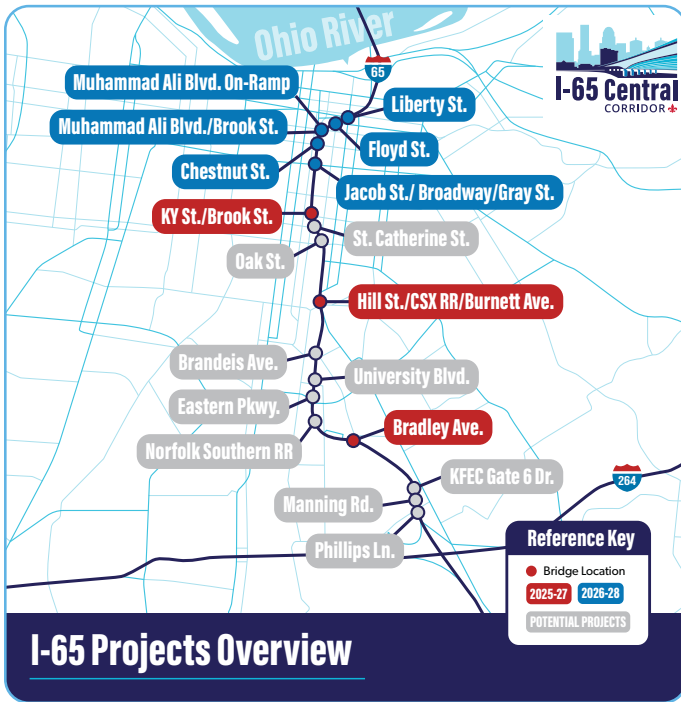 Ohio River
65
I-65 Central
CORRIDOR
Muhammad Ali Blvd. On-Ramp
Liberty St.
Muhammad Ali Blvd./Brook St.
Floyd St.
Chestnut St.
Jacob St./ Broadway/Gray St.
KY St./Brook St.
St. Catherine St.
Oak St.
Hill St./CSX RR/Burnett Ave.
Brandeis Ave.
University Blvd.
Eastern Pkwy.
Bradley Ave.
Norfolk Southern RR
KFEC Gate 6 Dr.
264
Manning Rd.
Phillips Ln.
Reference Key
Bridge Location
2025-27 2026-28
POTENTIAL PROJECTS
I-65 Projects Overview